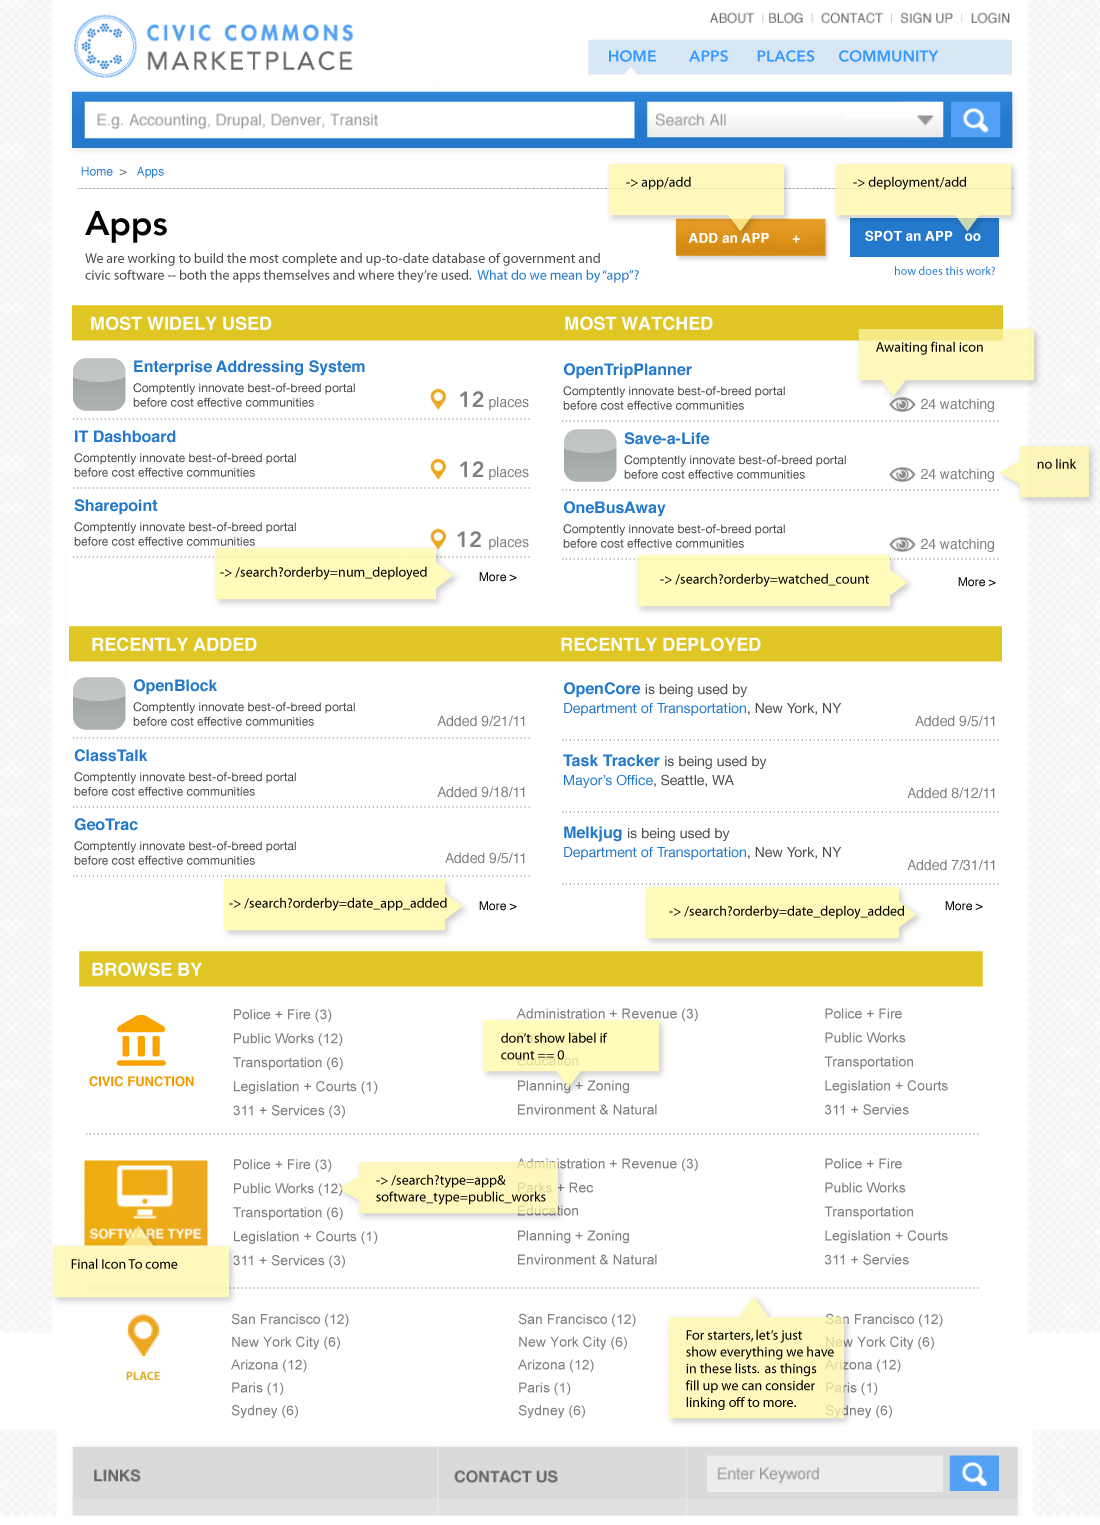 CIVIC COMMONS
MARKETPLACE
ABOUT | BLOG | CONTACT | SIGN UP | LOGIN
HOME APPS PLACES COMMUNITY
E.g. Accounting, Drupal, Denver, Transit
Search All
Home > Apps
-> app/add
-> deployment/add
Apps
ADD an APP +
SPOT an APP oo
We are working to build the most complete and up-to-date database of government and
civic software -- both the apps themselves and where they're used. What do we mean by "app"?
how does this work?
MOST WIDELY USED
Enterprise Addressing System
Comptently innovate best-of-breed portal
before cost effective communities
12 places
IT Dashboard
Comptently innovate best-of-breed portal
before cost effective communities
12 places
Sharepoint
Comptently innovate best-of-breed portal
before cost effective communities
12 places
-> /search?orderby=num_deployed
More >
MOST WATCHED
Awaiting final icon
OpenTripPlanner
Comptently innovate best-of-breed portal
before cost effective communities
24 watching
Save-a-Life
Comptently innovate best-of-breed portal
before cost effective communities
24 watching
no link
OneBusAway
Comptently innovate best-of-breed portal
before cost effective communities
24 watching
-> /search?orderby=watched_count
More >
RECENTLY ADDED
OpenBlock
Comptently innovate best-of-breed portal
before cost effective communities
Added 9/21/11
ClassTalk
Comptently innovate best-of-breed portal
before cost effective communities
Added 9/18/11
GeoTrac
Comptently innovate best-of-breed portal
before cost effective communities
Added 9/5/11
-> /search?orderby=date_app_added
More >
RECENTLY DEPLOYED
OpenCore is being used by
Department of Transportation, New York, NY
Added 9/5/11
Task Tracker is being used by
Mayor's Office, Seattle, WA
Added 8/12/11
Melkjug is being used by
Department of Transportation, New York, NY
Added 7/31/11
-> /search?orderby=date_deploy_added
More >
BROWSE BY
CIVIC FUNCTION
Police + Fire (3)
Public Works (12)
Transportation (6)
Legislation + Courts (1)
311 + Services (3)
Administration + Revenue (3)
don't show label if
count == 0
Education
Planning + Zoning
Environment & Natural
Police + Fire
Public Works
Transportation
Legislation + Courts
311 + Servies
SOFTWARE TYPE
Final Icon To come
Police + Fire (3)
Public Works (12)
Transportation (6)
Legislation + Courts (1)
311 + Services (3)
-> /search?type=app&
software_type=public_works
Administration + Revenue (3)
Parks + Rec
Education
Planning + Zoning
Environment & Natural
Police + Fire
Public Works
Transportation
Legislation + Courts
311 + Services
PLACE
San Francisco (12)
New York City (6)
Arizona (12)
Paris (1)
Sydney (6)
San Francisco (12)
New York City (6)
Arizona (12)
Paris (1)
Sydney (6)
For starters, let's just
show everything we have
in these lists. as things
fill up we can consider
linking off to more.
San Francisco (12)
New York City (6)
Arizona (12)
Paris (1)
Sydney (6)
LINKS
CONTACT US
Enter Keyword